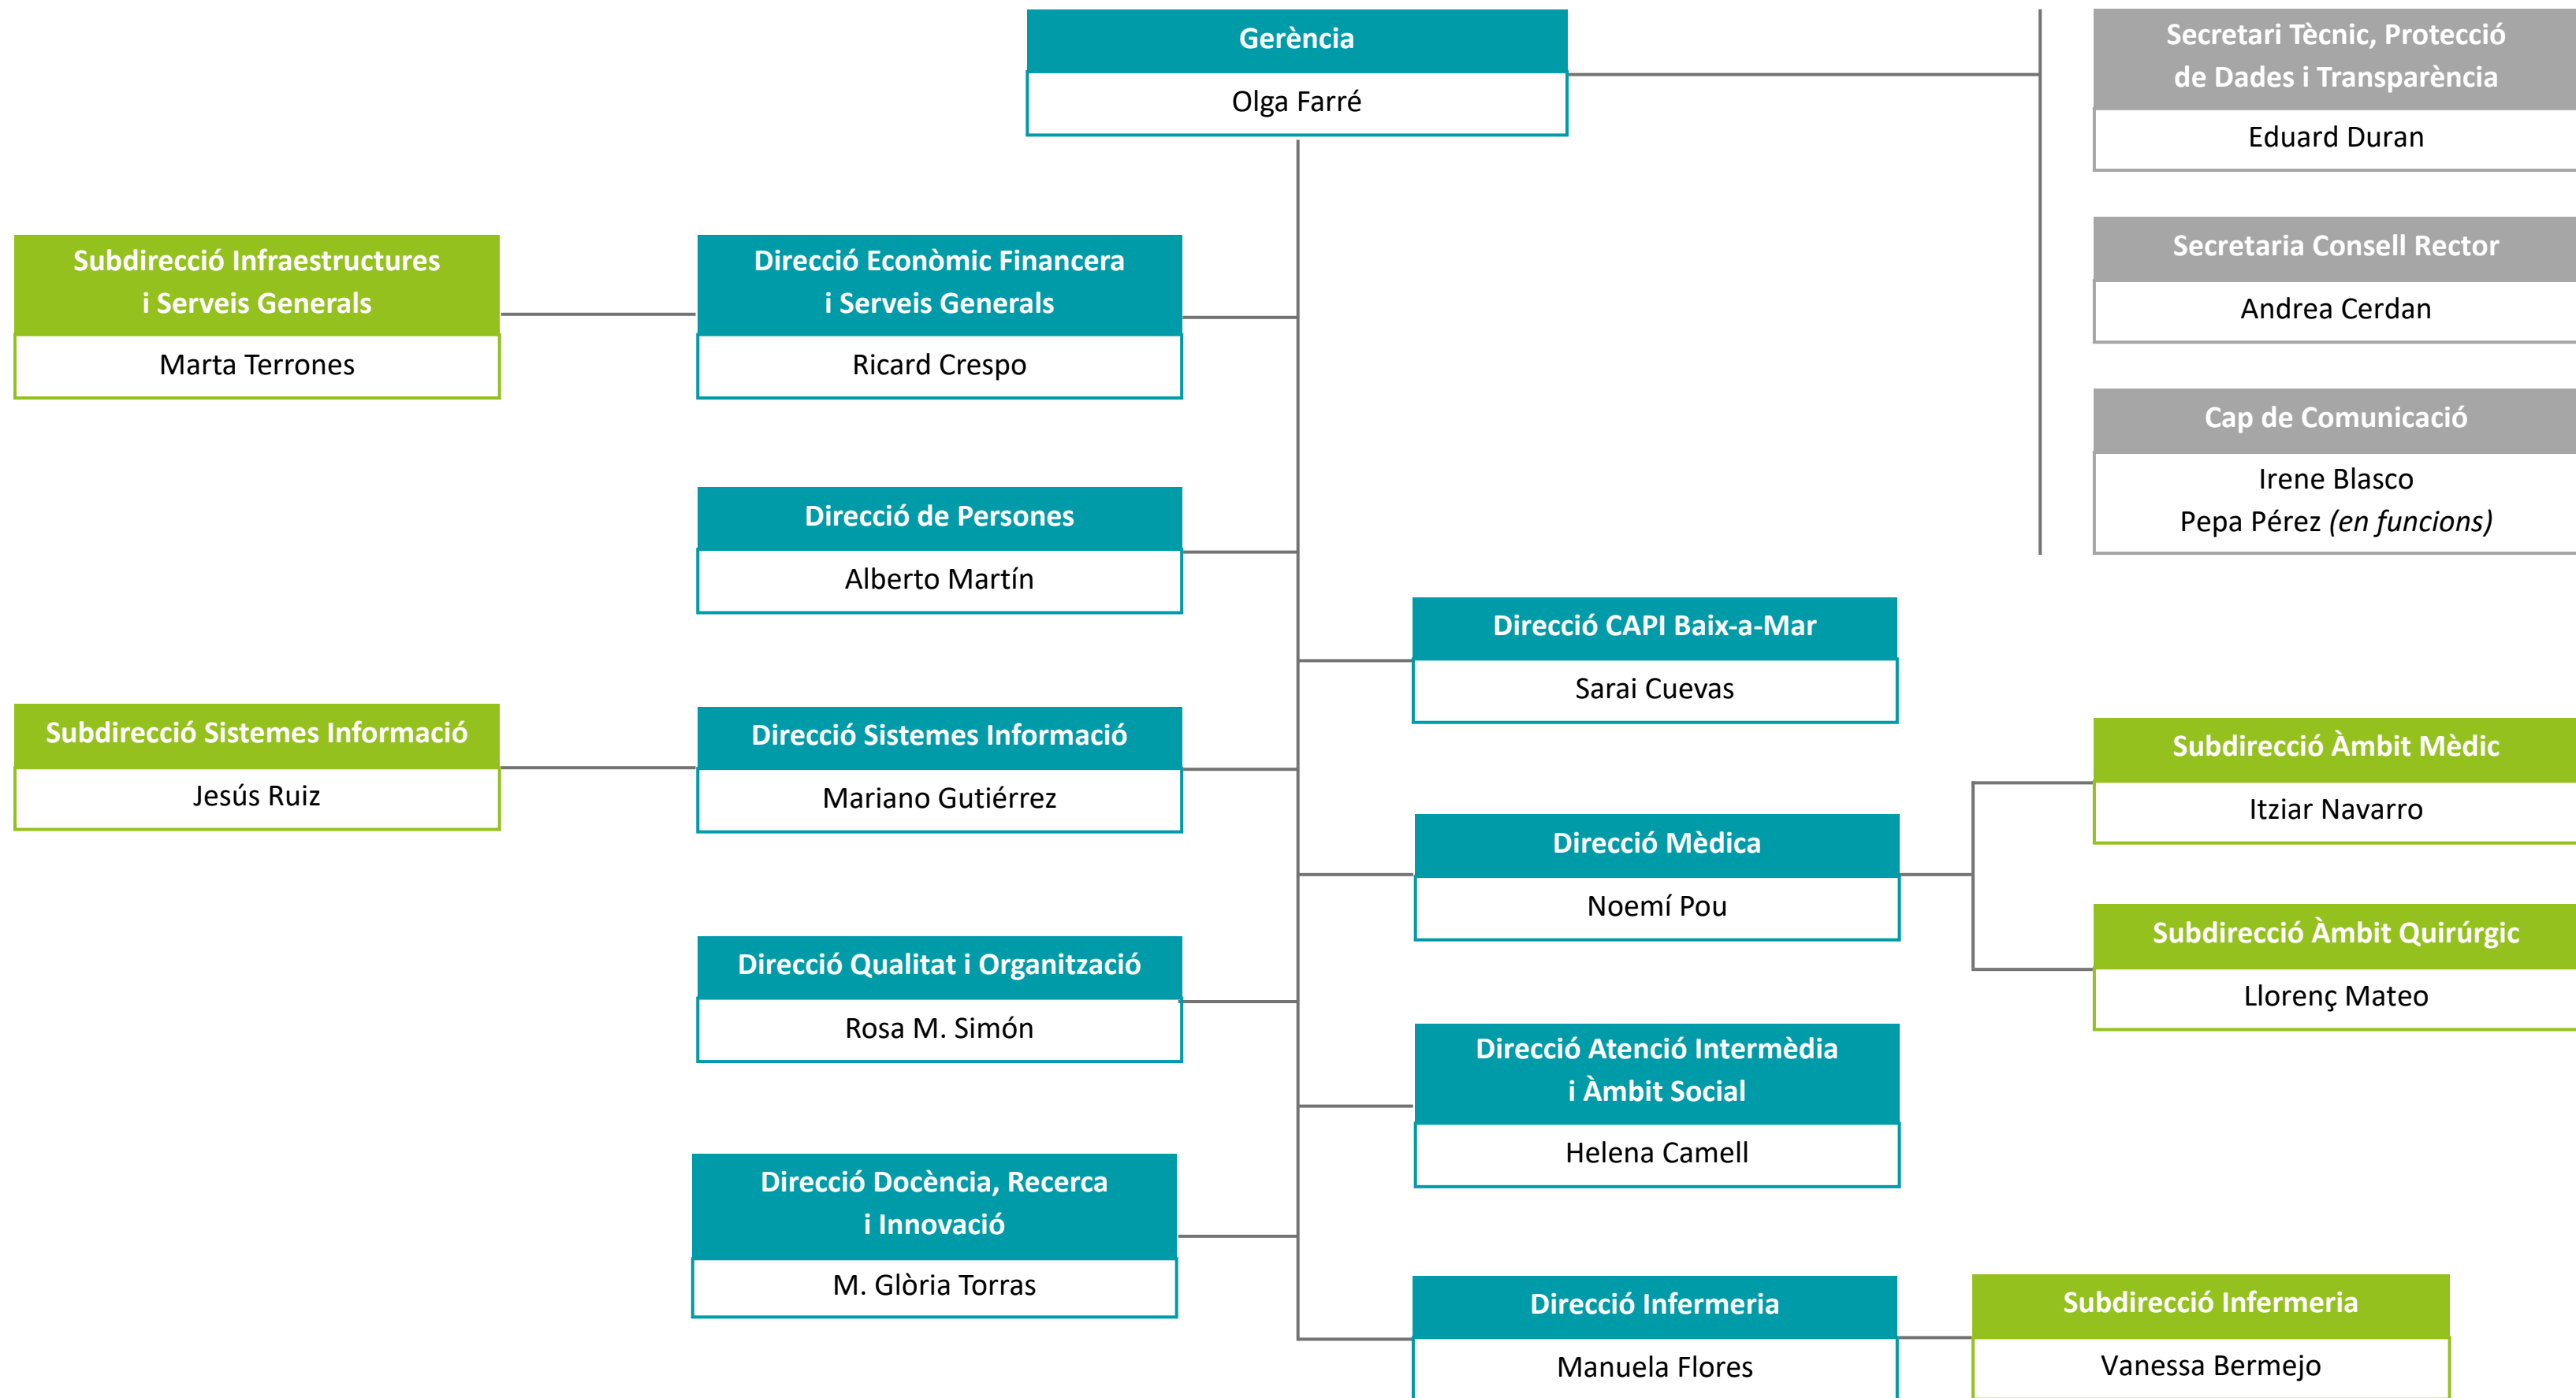 Gerència
Olga Farré
Secretari Tècnic, Protecció
de Dades i Transparència
Eduard Duran
Secretaria Consell Rector
Andrea Cerdan
Cap de Comunicació
Irene Blasco
Pepa Pérez (en funcions)
Subdirecció Infraestructures
i Serveis Generals
Marta Terrones
Direcció Econòmic Financera
i Serveis Generals
Ricard Crespo
Direcció de Persones
Alberto Martín
Direcció CAPI Baix-a-Mar
Sarai Cuevas
Subdirecció Sistemes Informació
Jesús Ruiz
Direcció Sistemes Informació
Mariano Gutiérrez
Subdirecció Àmbit Mèdic
Itziar Navarro
Direcció Mèdica
Noemí Pou
Subdirecció Àmbit Quirúrgic
Llorenç Mateo
Direcció Qualitat i Organització
Rosa M. Simón
Direcció Atenció Intermèdia
i Àmbit Social
Helena Camell
Direcció Docència, Recerca
i Innovació
M. Glòria Torras
Direcció Infermeria
Manuela Flores
Subdirecció Infermeria
Vanessa Bermejo